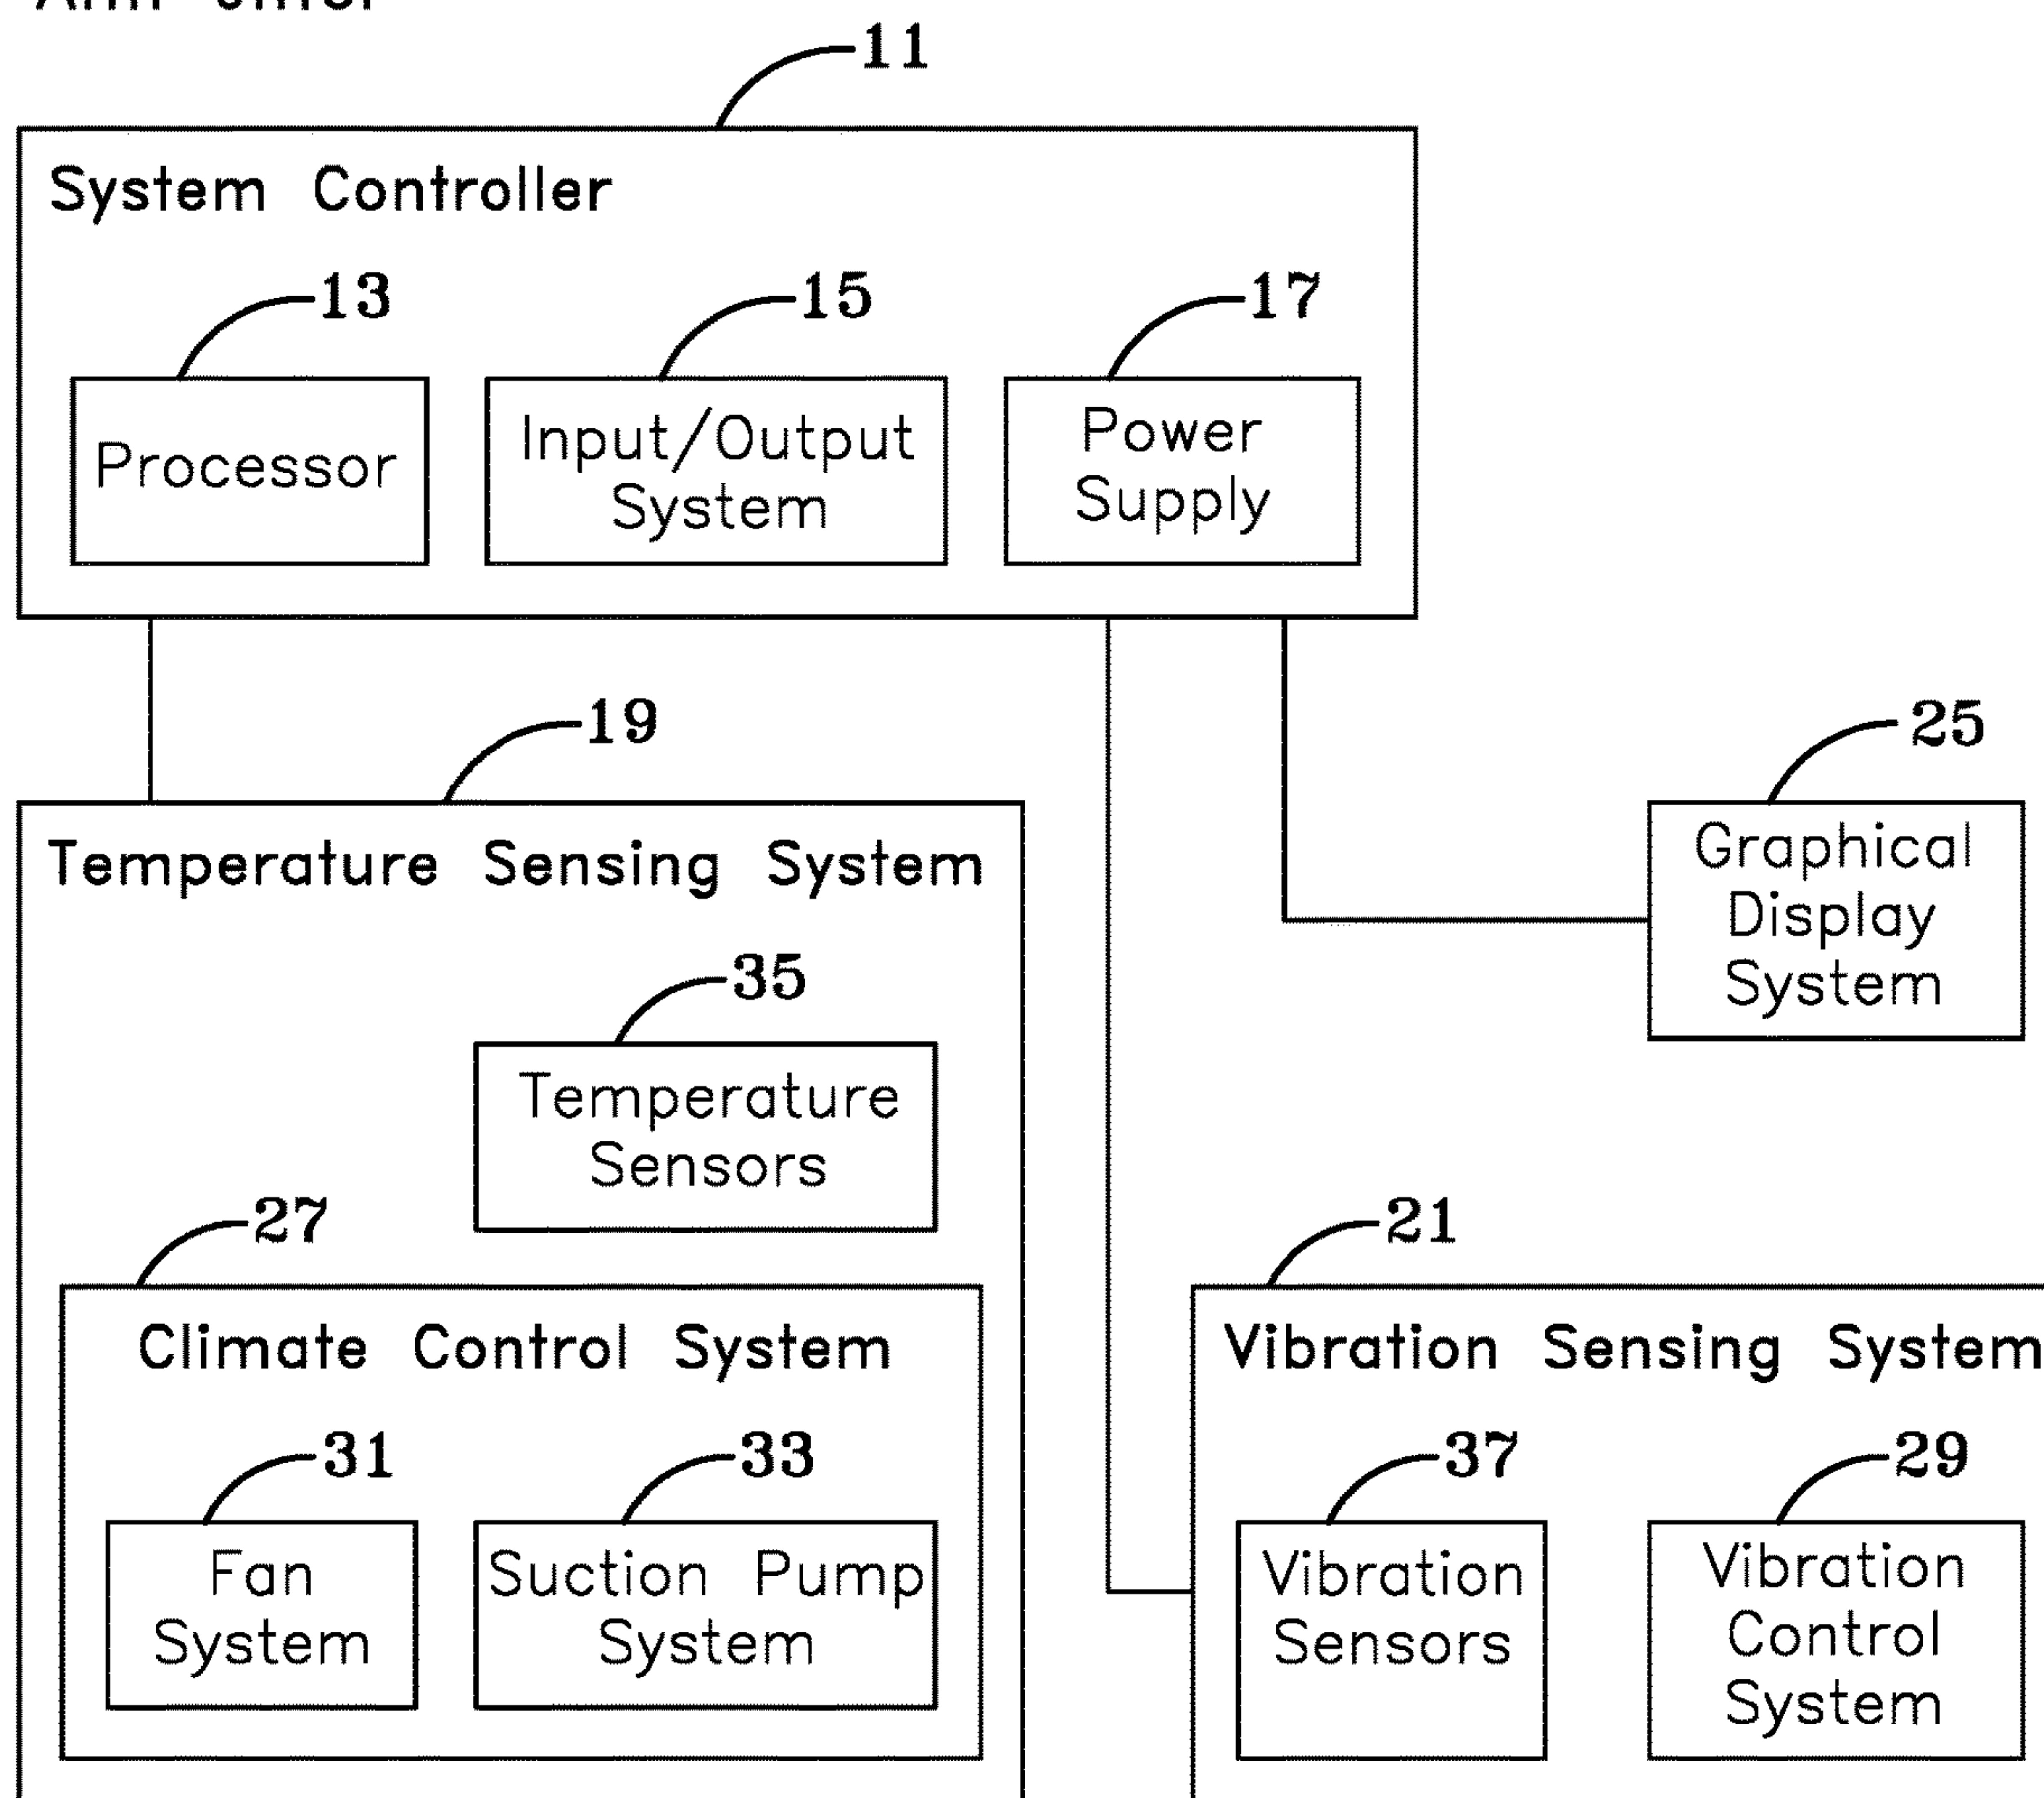 11
System Controller
13
15
17
Processor
Input/Output
System
Power
Supply
19
25
Temperature Sensing System
Graphical
Display
System
35
Temperature
Sensors
27
21
Climate Control System
Vibration Sensing System
31
33
37
29
Fan
System
Suction Pump
System
Vibration
Sensors
Vibration
Control
System